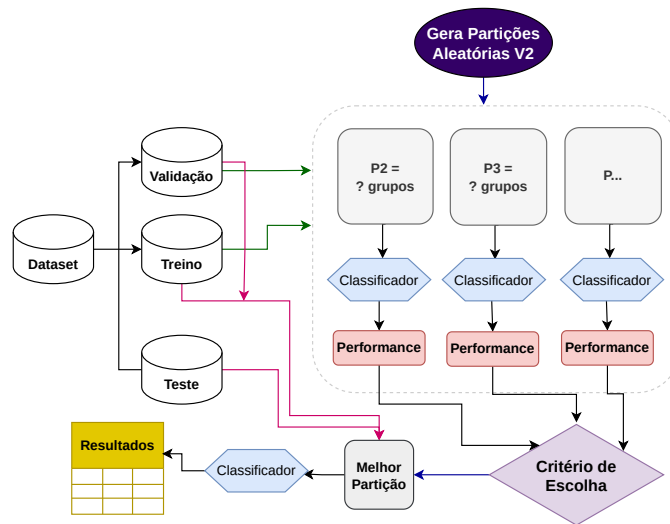 Gera Partições
Aleatórias V2
Validação
P2 =
? grupos
P3 =
? grupos
P...
Dataset
Treino
Classificador
Classificador
Classificador
Performance
Performance
Performance
Teste
Resultados
Classificador
Melhor
Partição
Critério de
Escolha